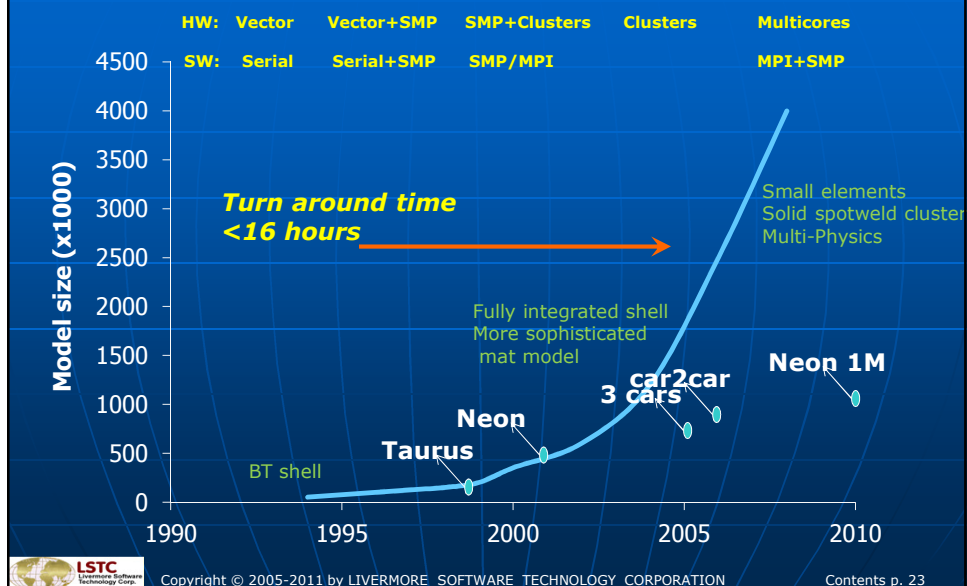 HW: Vector Vector+SMP SMP+Clusters Clusters Multicores
SW: Serial Serial+SMP SMP/MPI MPI+SMP
4500
4000
3500
3000
2500
2000
1500
1000
500
0
Model size (x1000)
Turn around time
<16 hours
Small elements
Solid spotweld cluster
Multi-Physics
Fully integrated shell
More sophisticated
mat model
Neon 1M
car2car
3 cars
Neon
Taurus
BT shell
1990 1995 2000 2005 2010
LSTC
Livermore Software
Technology Corp.
Copyright © 2005-2011 by LIVERMORE SOFTWARE TECHNOLOGY CORPORATION Contents p. 23